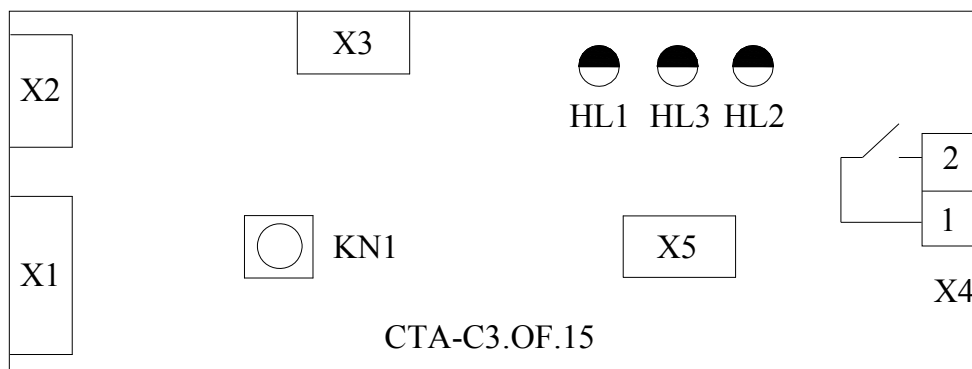 X3
X2
HL1 HL3 HL2
2
1
X1
KN1
X5
X4
CTA-C3.OF.15